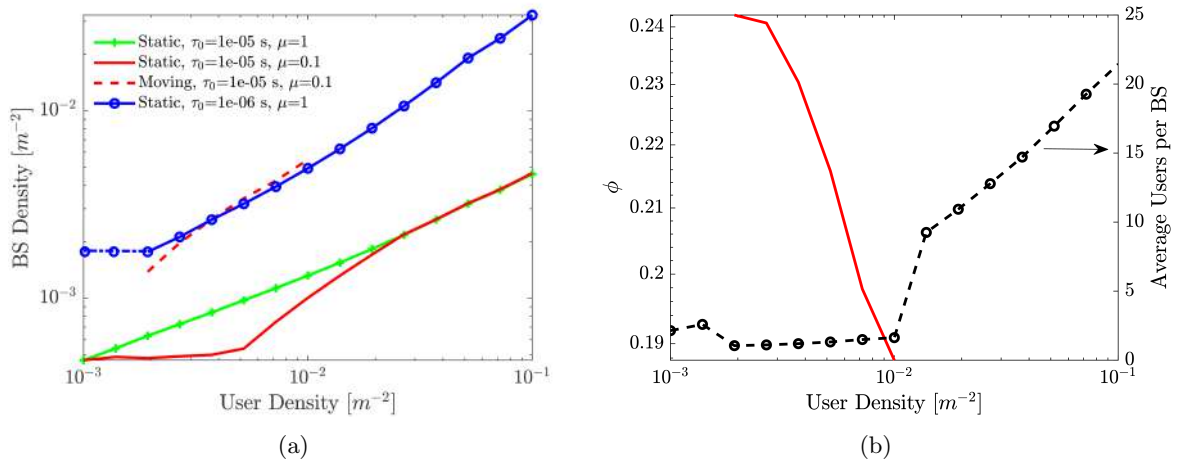 Static, τ₀=1e-05 s, μ=1
Static, τ₀=1e-05 s, μ=0.1
Moving, τ₀=1e-05 s, μ=0.1
Static, τ₀=1e-06 s, μ=1
10⁻²
10⁻³
BS Density [m⁻²]
10⁻³ 10⁻² 10⁻¹
User Density [m⁻²]
(a)
0.24
0.23
0.22
0.21
0.2
0.19
ϕ
25
20
15
10
5
0
Average Users per BS
10⁻³ 10⁻² 10⁻¹
User Density [m⁻²]
(b)